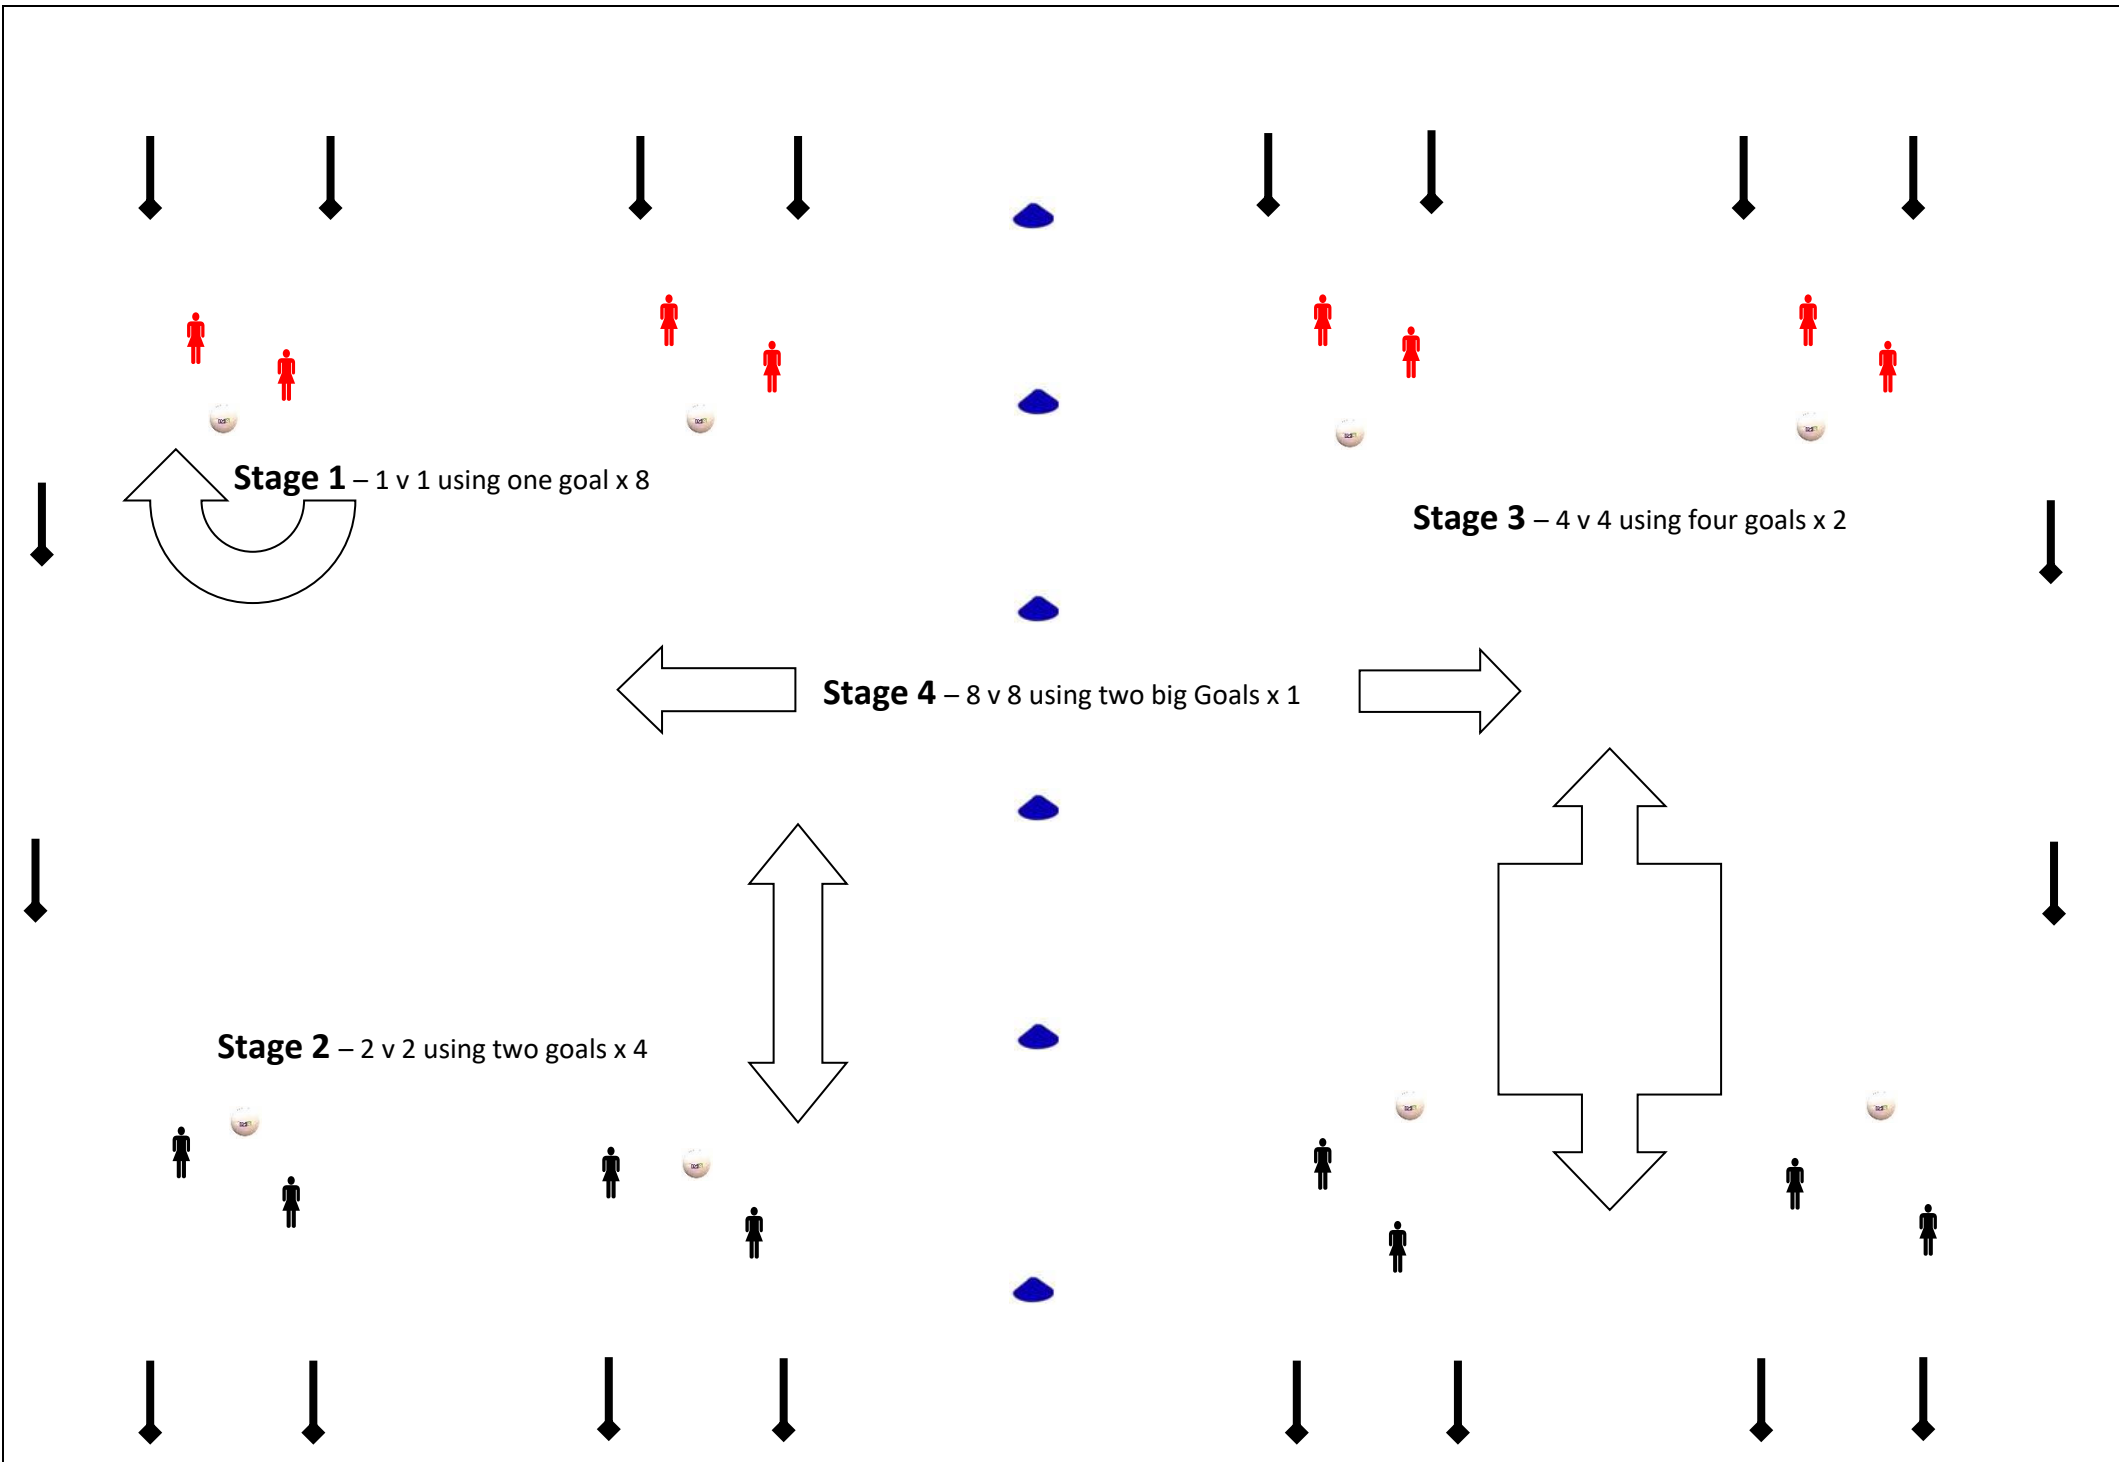 Stage 1 – 1 v 1 using one goal x 8
Stage 3 – 4 v 4 using four goals x 2
Stage 4 – 8 v 8 using two big Goals x 1
Stage 2 – 2 v 2 using two goals x 4